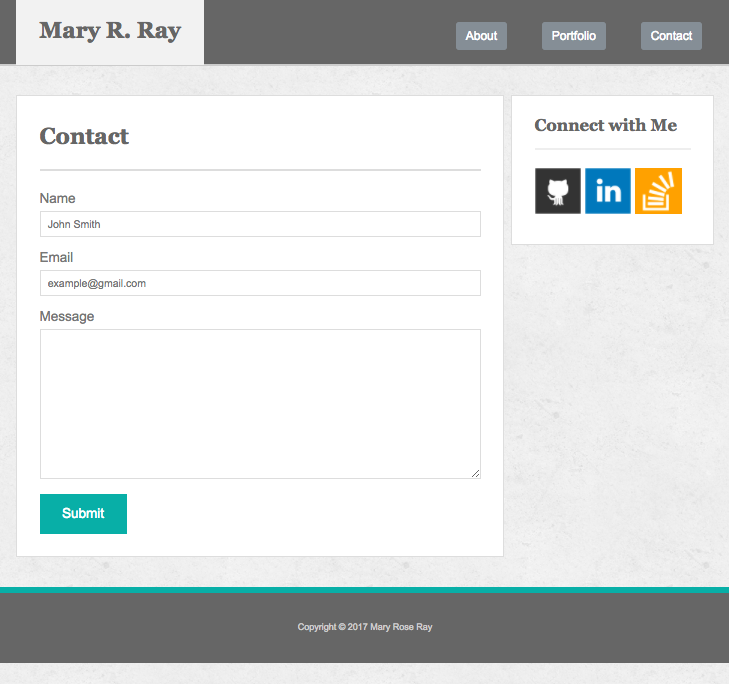 Mary R. Ray
About
Portfolio
Contact
Contact
Name
John Smith
Email
example@gmail.com
Message
Submit
Connect with Me
in
Copyright © 2017 Mary Rose Ray